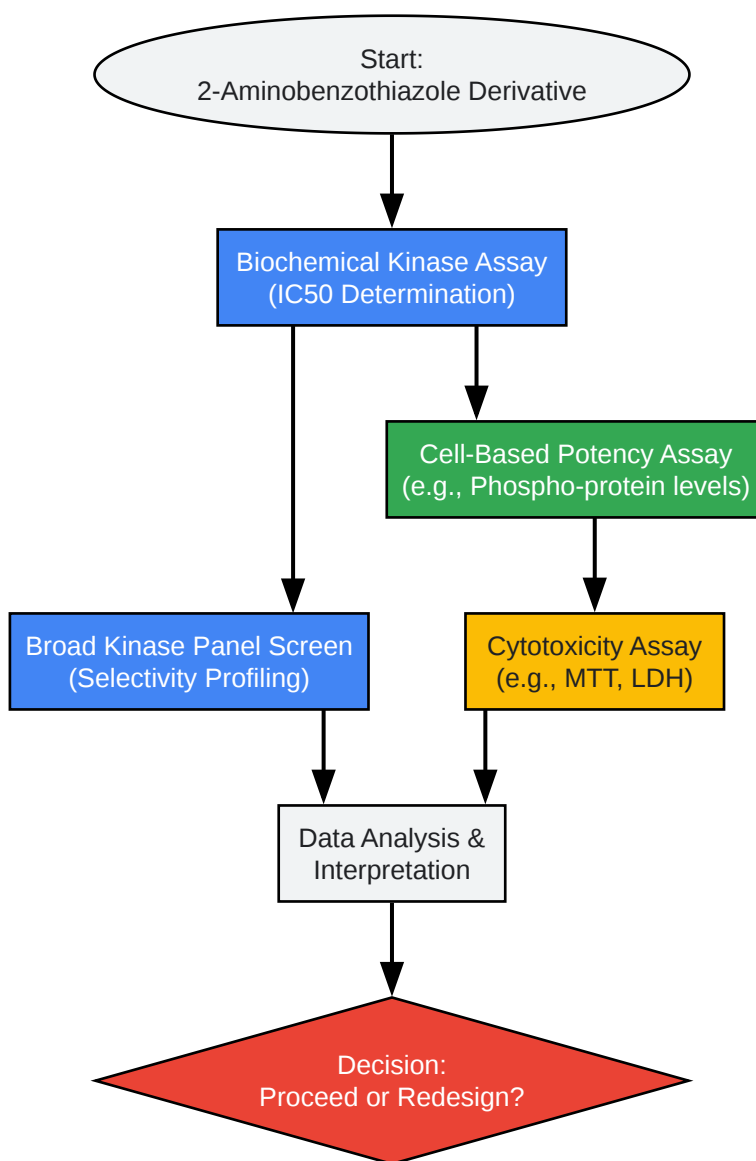 Start:
2-Aminobenzothiazole Derivative
Biochemical Kinase Assay
(IC50 Determination)
Cell-Based Potency Assay
(e.g., Phospho-protein levels)
Broad Kinase Panel Screen
(Selectivity Profiling)
Cytotoxicity Assay
(e.g., MTT, LDH)
Data Analysis &
Interpretation
Decision:
Proceed or Redesign?